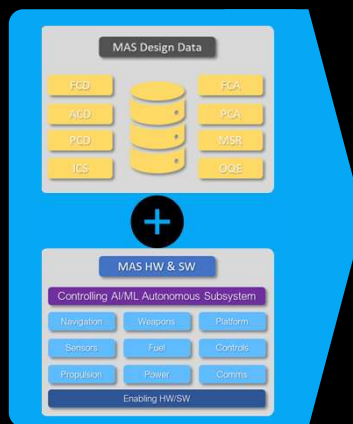 MAS Design Data
FCD FCA
ACD PCA
PCD MSR
ICS OQE
+
MAS HW & SW
Controlling AI/ML Autonomous Subsystem
Navigation Weapons Platform
Sensors Fuel Controls
Propulsion Power Comms
Enabling HW/SW